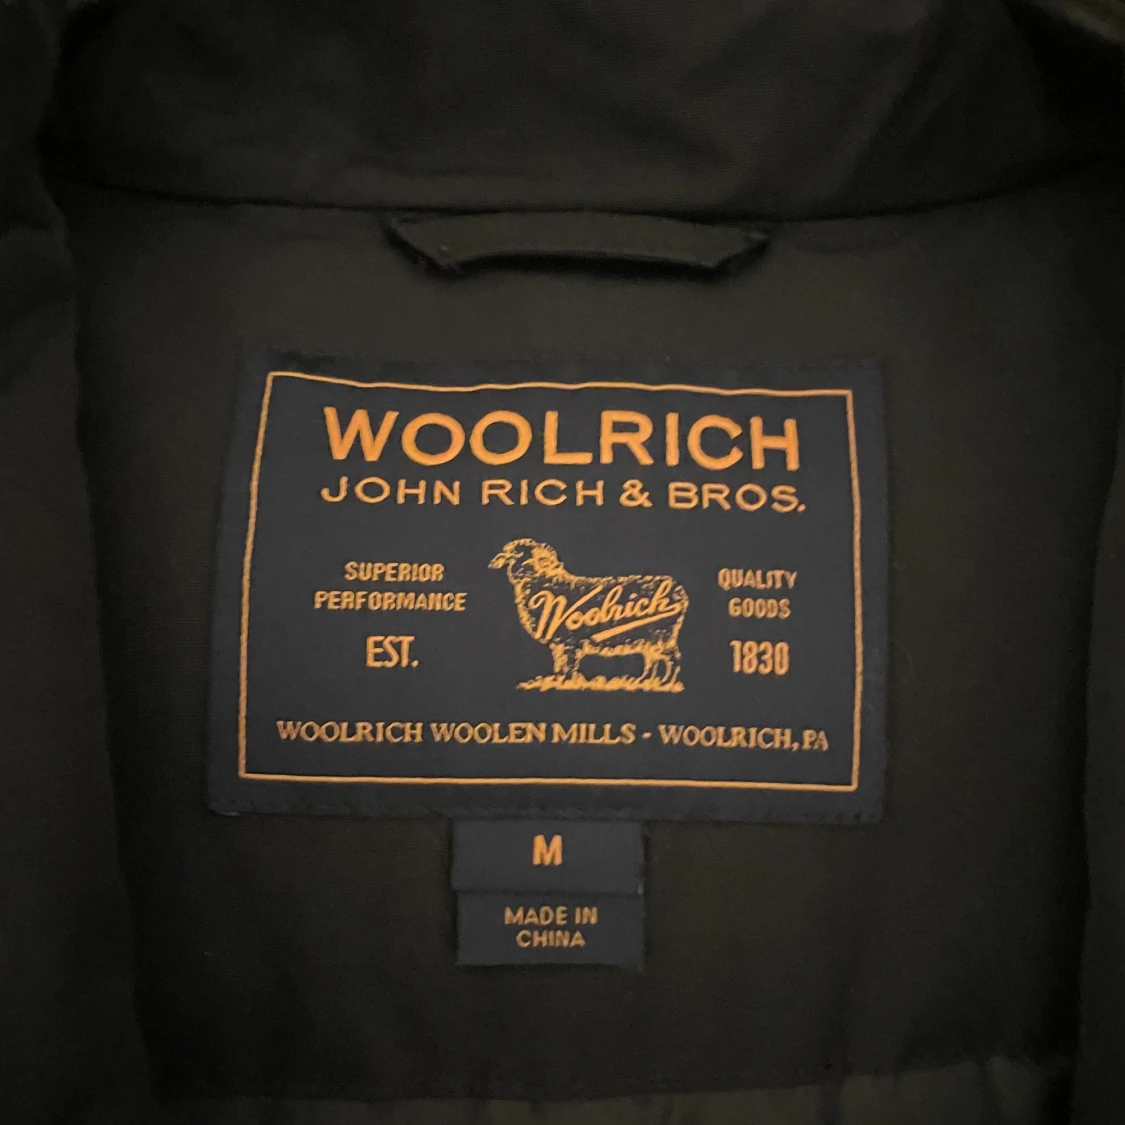 WOOLRICH
JOHN RICH & BROS.
SUPERIOR
PERFORMANCE
EST.
Woolrich
QUALITY
GOODS
1830
WOOLRICH WOOLEN MILLS - WOOLRICH, PA
M
MADE IN
CHINA